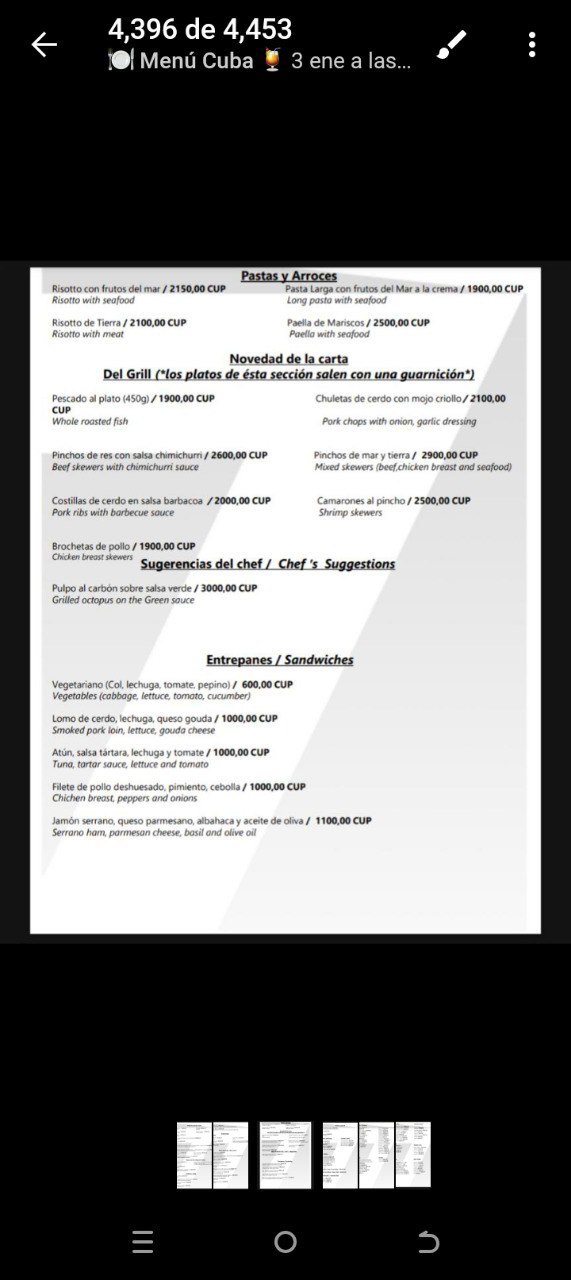 4,396 de 4,453
🍽️ Menú Cuba 🍹 3 ene a las...
Pastas y Arroces
Risotto con frutos del mar / 2150,00 CUP
Risotto with seafood
Pasta Larga con frutos del Mar a la crema / 1900,00 CUP
Long pasta with seafood
Risotto de Tierra / 2100,00 CUP
Risotto with meat
Paella de Mariscos / 2500,00 CUP
Paella with seafood
Novedad de la carta
Del Grill (*los platos de ésta sección salen con una guarnición*)
Pescado al plato (450g) / 1900,00 CUP
CUP
Whole roasted fish
Chuletas de cerdo con mojo criollo / 2100,00
Pork chops with onion, garlic dressing
Pinchos de res con salsa chimichurri / 2600,00 CUP
Beef skewers with chimichurri sauce
Pinchos de mar y tierra / 2900,00 CUP
Mixed skewers (beef,chicken breast and seafood)
Costillas de cerdo en salsa barbacoa / 2000,00 CUP
Pork ribs with barbecue sauce
Camarones al pincho / 2500,00 CUP
Shrimp skewers
Brochetas de pollo / 1900,00 CUP
Chicken breast skewers
Sugerencias del chef / Chef 's Suggestions
Pulpo al carbón sobre salsa verde / 3000,00 CUP
Grilled octopus on the Green sauce
Entrepanes / Sandwiches
Vegetariano (Col, lechuga, tomate, pepino) / 600,00 CUP
Vegetables (cabbage, lettuce, tomato, cucumber)
Lomo de cerdo, lechuga, queso gouda / 1000,00 CUP
Smoked pork loin, lettuce, gouda cheese
Atún, salsa tártara, lechuga y tomate / 1000,00 CUP
Tuna, tartar sauce, lettuce and tomato
Filete de pollo deshuesado, pimiento, cebolla / 1000,00 CUP
Chichen breast, peppers and onions
Jamón serrano, queso parmesano, albahaca y aceite de oliva / 1100,00 CUP
Serrano ham, parmesan cheese, basil and olive oil